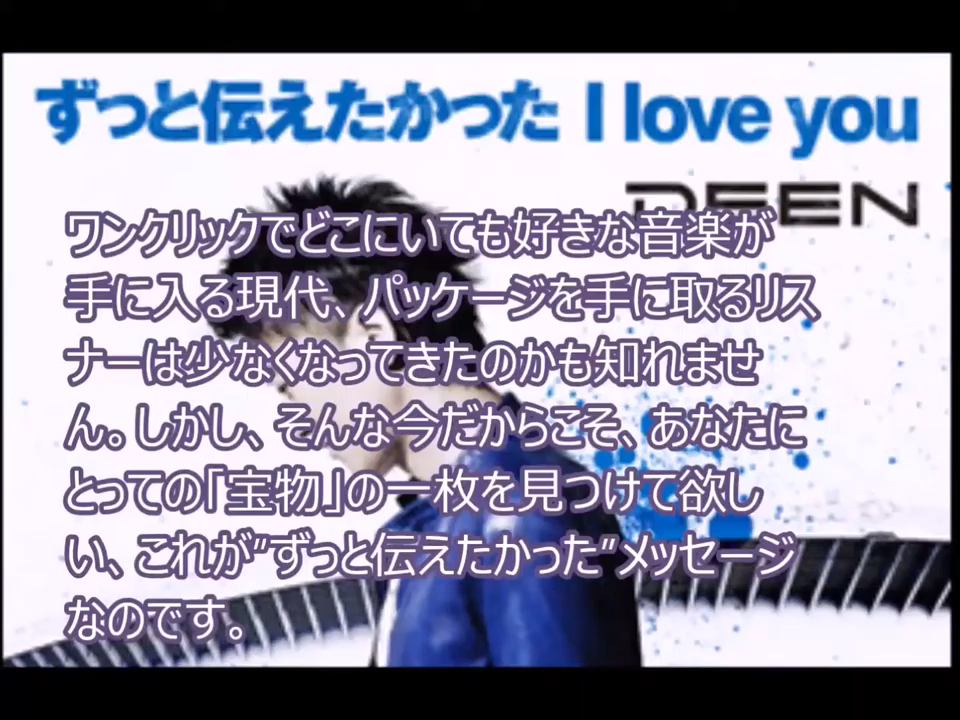 ずっと伝えたかった I love you
DEEN
ワンクリックでどこにいても好きな音楽が
手に入る現代、パッケージを手に取るリス
ナーは少なくなってきたのかも知れませ
ん。しかし、そんな今だからこそ、あなたに
とっての「宝物」の一枚を見つけて欲し
い、これが”ずっと伝えたかった”メッセージ
なのです。